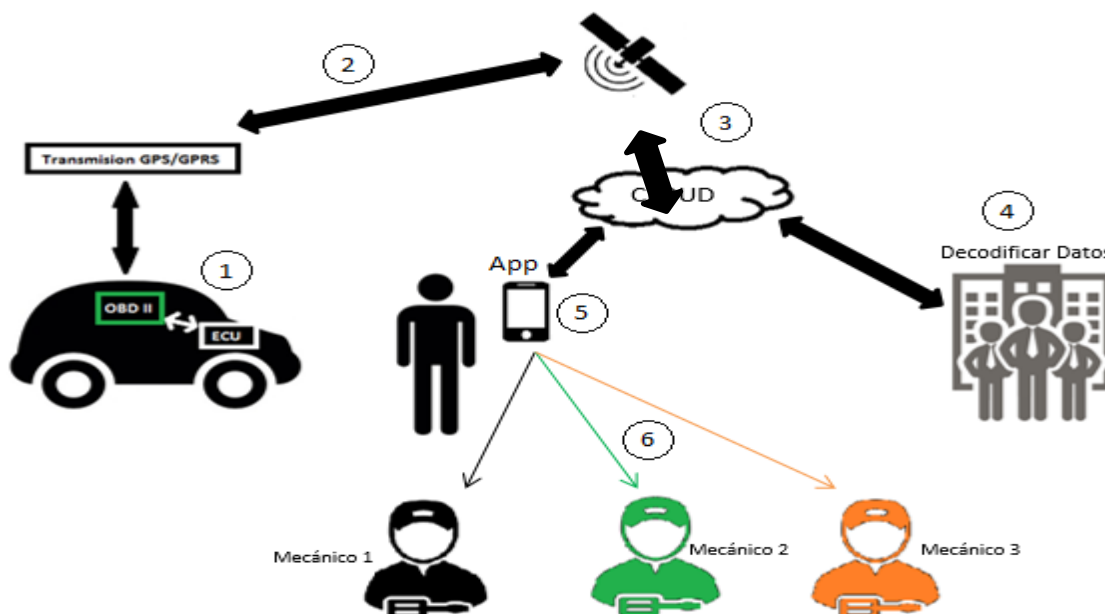 2
3
Transmision GPS/GPRS
4
Decodificar Datos
1
App
5
OBD II
ECU
6
Mecánico 1
Mecánico 2
Mecánico 3